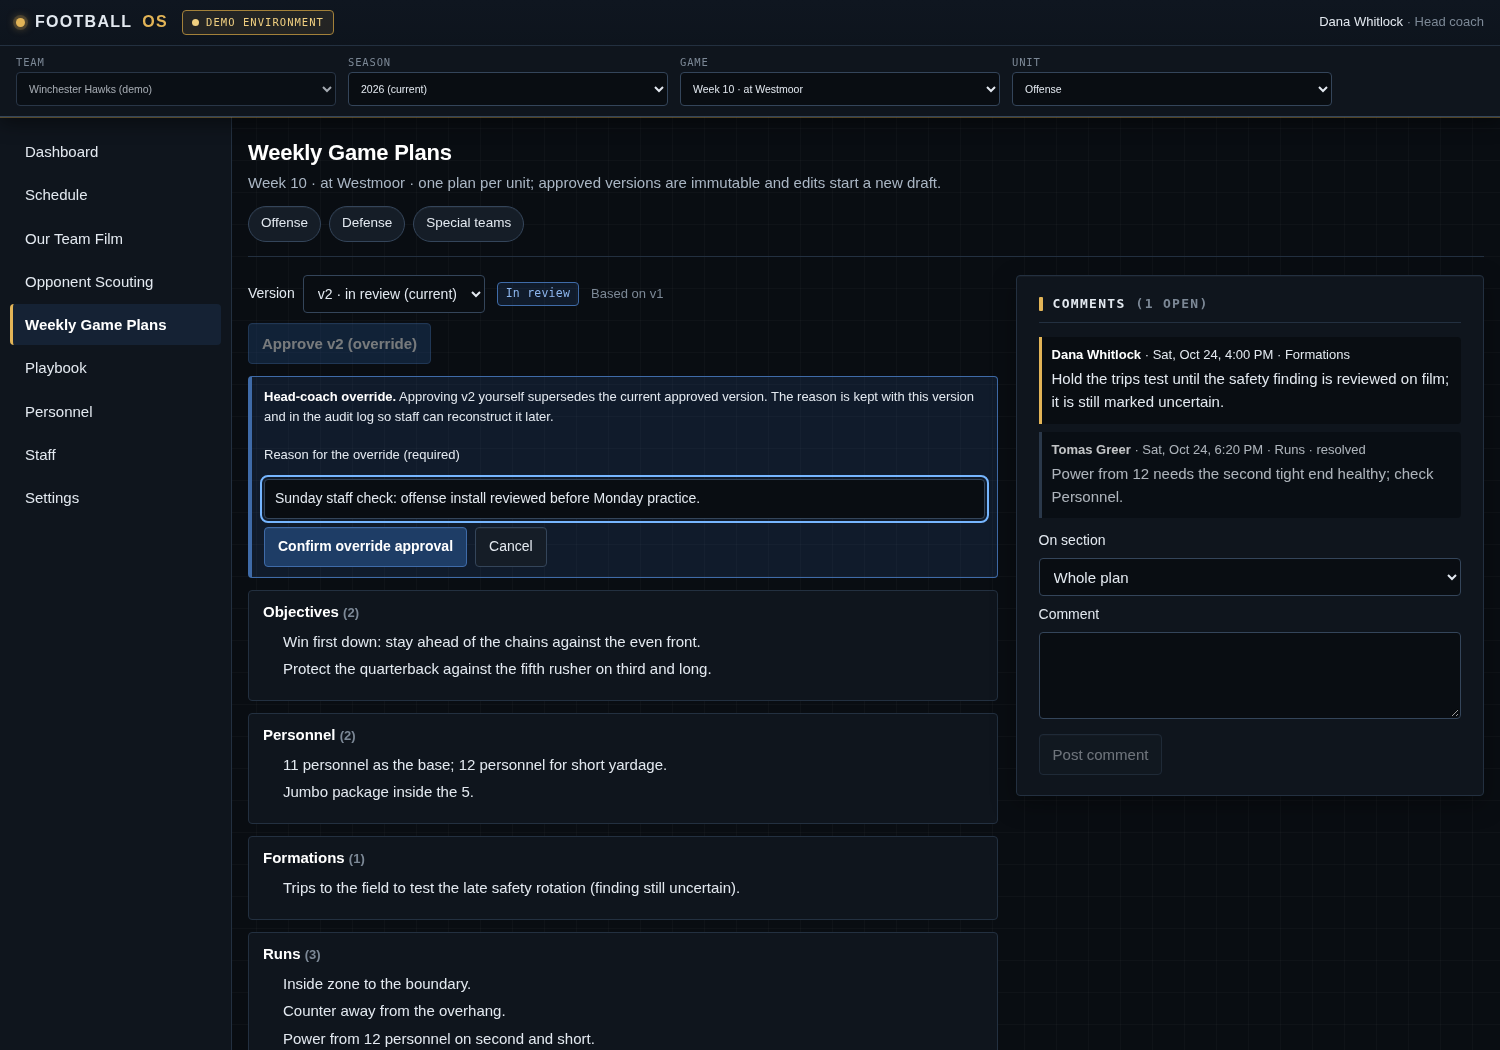 FOOTBALL OS
DEMO ENVIRONMENT
Dana Whitlock · Head coach
TEAM
Winchester Hawks (demo)
SEASON
2026 (current)
GAME
Week 10 · at Westmoor
UNIT
Offense
Dashboard
Schedule
Our Team Film
Opponent Scouting
Weekly Game Plans
Playbook
Personnel
Staff
Settings
Weekly Game Plans
Week 10 · at Westmoor · one plan per unit; approved versions are immutable and edits start a new draft.
Offense
Defense
Special teams
Version
v2 · in review (current)
In review
Based on v1
Approve v2 (override)
Head-coach override. Approving v2 yourself supersedes the current approved version. The reason is kept with this version
and in the audit log so staff can reconstruct it later.
Reason for the override (required)
Sunday staff check: offense install reviewed before Monday practice.
Confirm override approval
Cancel
Objectives (2)
Win first down: stay ahead of the chains against the even front.
Protect the quarterback against the fifth rusher on third and long.
Personnel (2)
11 personnel as the base; 12 personnel for short yardage.
Jumbo package inside the 5.
Formations (1)
Trips to the field to test the late safety rotation (finding still uncertain).
Runs (3)
Inside zone to the boundary.
Counter away from the overhang.
Power from 12 personnel on second and short.
COMMENTS (1 OPEN)
Dana Whitlock · Sat, Oct 24, 4:00 PM · Formations
Hold the trips test until the safety finding is reviewed on film;
it is still marked uncertain.
Tomas Greer · Sat, Oct 24, 6:20 PM · Runs · resolved
Power from 12 needs the second tight end healthy; check
Personnel.
On section
Whole plan
Comment
Post comment